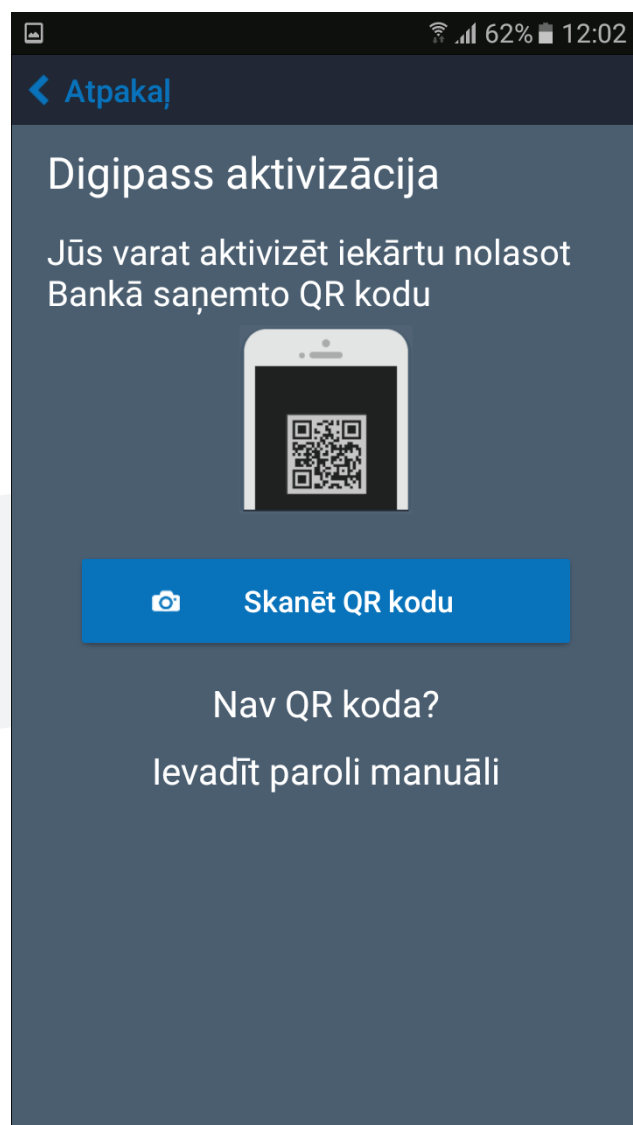 62% 12:02
Atpakaļ
Digipass aktivizācija
Jūs varat aktivizēt iekārtu nolasot
Bankā saņemto QR kodu
Skanēt QR kodu
Nav QR koda?
Ievadīt paroli manuāli